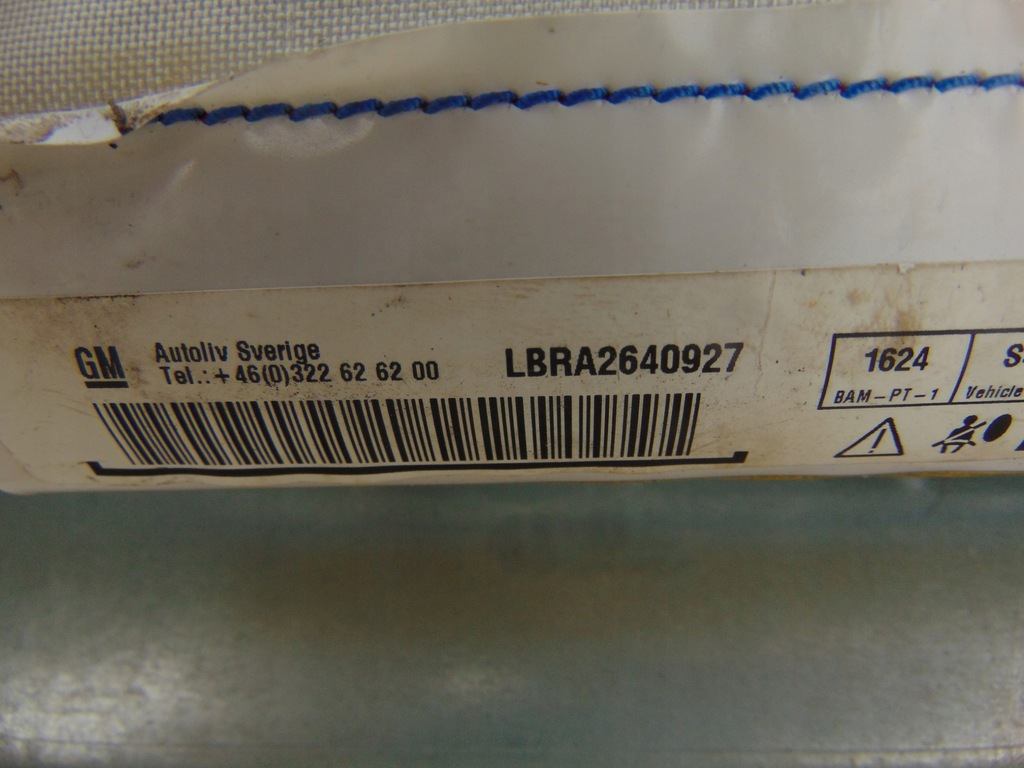 GM
Autoliv Sverige
Tel.:+46(0)322 62 62 00
LBRA2640927
1624
BAM-PT-1
Vehicle